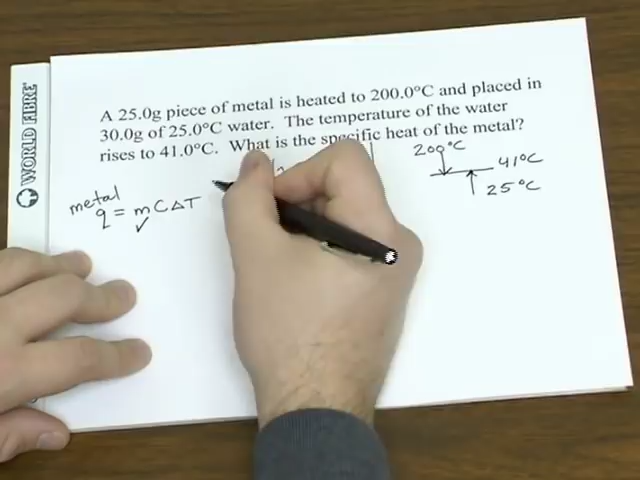 WORLD FIBRE
A 25.0g piece of metal is heated to 200.0°C and placed in
30.0g of 25.0°C water. The temperature of the water
rises to 41.0°C. What is the specific heat of the metal?
200°C
41°C
25°C
metal
q = mCΔT
✓